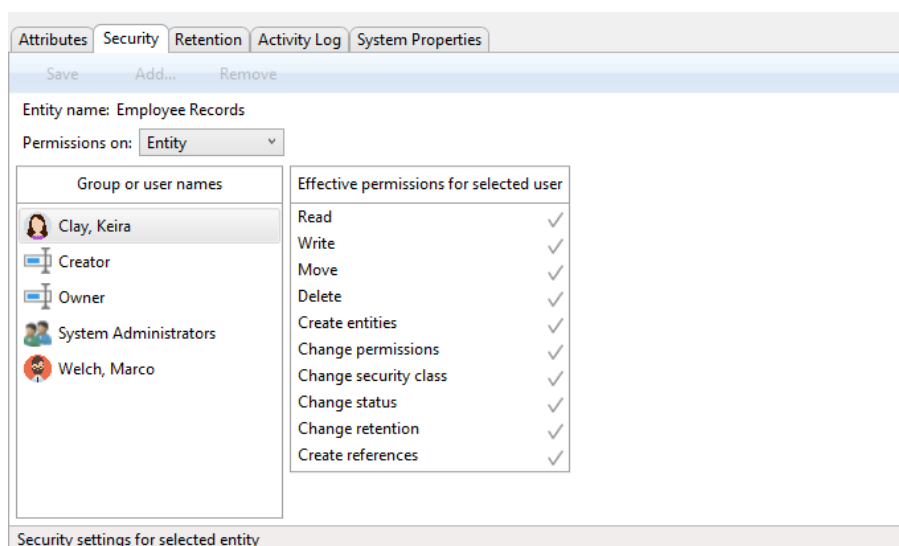 Attributes Security Retention Activity Log System Properties
Save Add... Remove
Entity name: Employee Records
Permissions on: Entity
Group or user names
Clay, Keira
Creator
Owner
System Administrators
Welch, Marco
Effective permissions for selected user
Read
Write
Move
Delete
Create entities
Change permissions
Change security class
Change status
Change retention
Create references
Security settings for selected entity